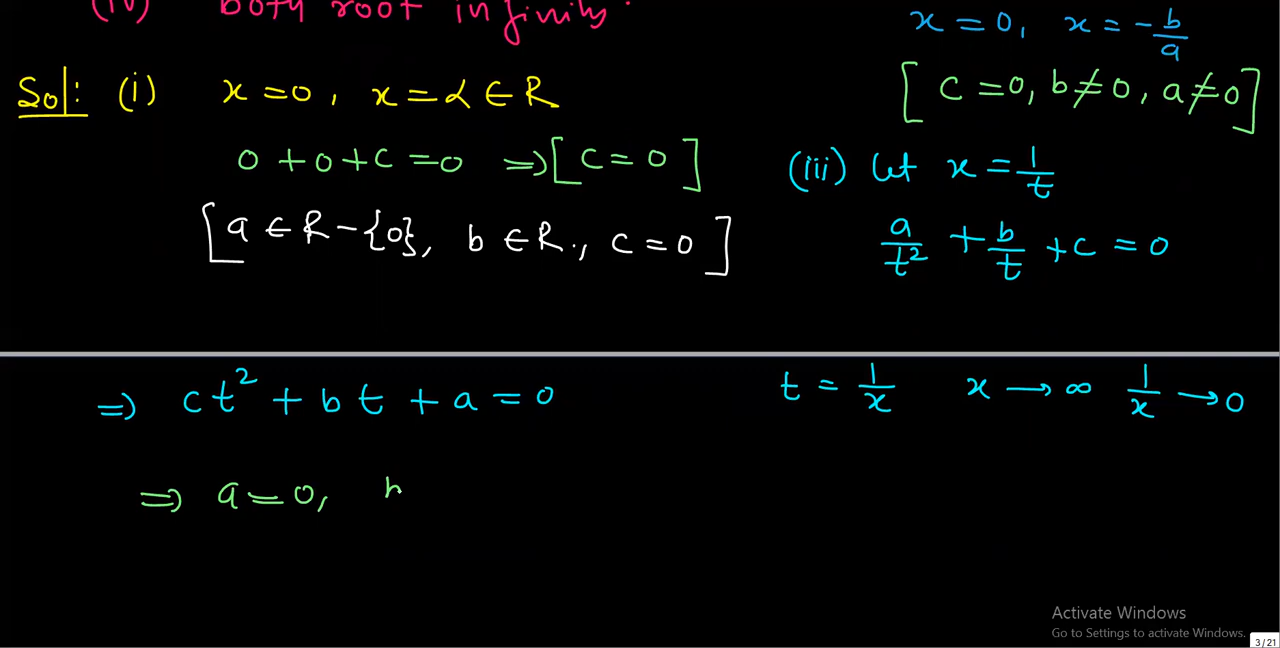 (iv) both root infinity.
Sol: (i) x = 0, x = α ∈ R
0 + 0 + c = 0 ⇒ [c = 0]
[a ∈ R - {0}, b ∈ R., c = 0]
x = 0, x = -b/a
[c = 0, b ≠ 0, a ≠ 0]
(iii) let x = 1/t
a/t² + b/t + c = 0
⇒ ct² + bt + a = 0
t = 1/x x → ∞ 1/x → 0
⇒ a = 0,
Activate Windows
Go to Settings to activate Windows.
3 / 21